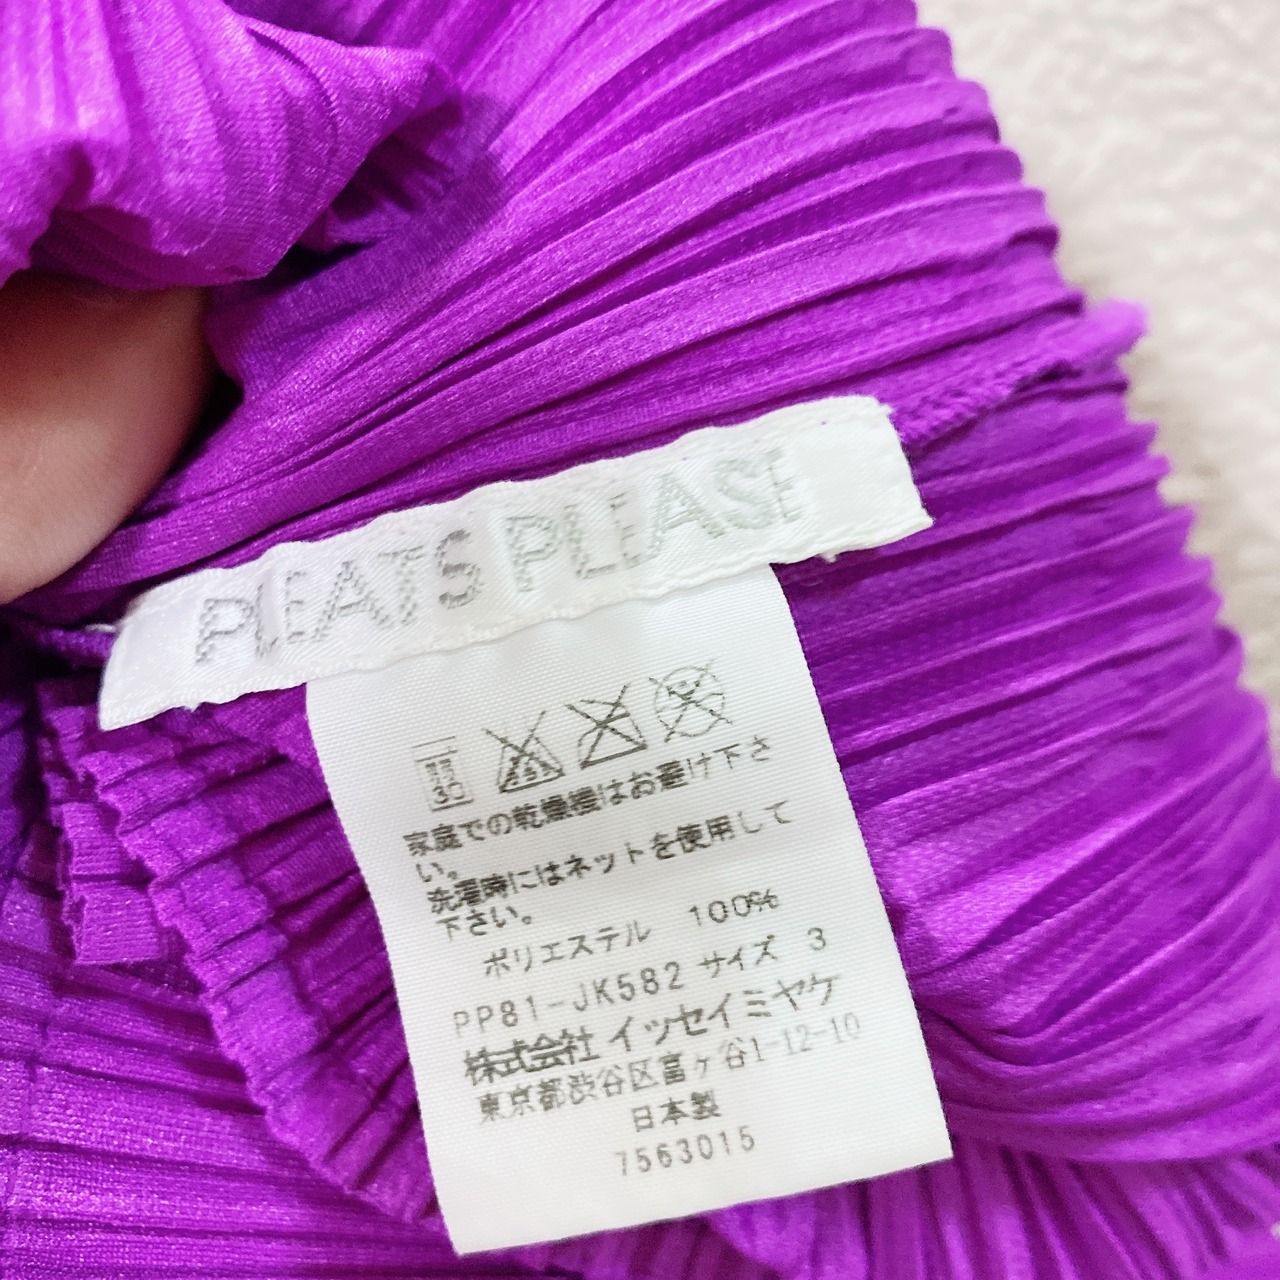 PLEATS PLEASE
家庭での乾燥機はお避け下さ
い。
洗濯時にはネットを使用して
下さい。
ポリエステル 100%
PP81-JK582 サイズ 3
株式会社 イッセイミヤケ
東京都渋谷区富ヶ谷1-12-10
日本製
7563015